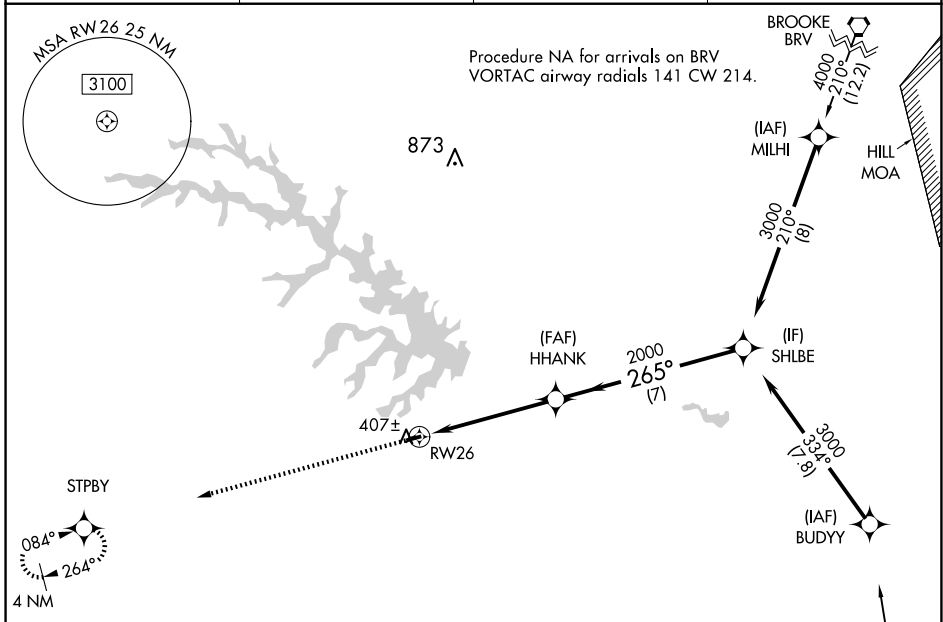 MSA RW26 25 NM
3100
Procedure NA for arrivals on BRV
VORTAC airway radials 141 CW 214.
BROOKE
BRV
4000
210°
(12.2)
873
(IAF)
MILHI
HILL
MOA
3000
210°
(8)
(FAF)
HHANK
2000
265°
(7)
(IF)
SHLBE
407±
RW26
3000
334°
(7.8)
STPBY
084°
264°
4 NM
(IAF)
BUDYY